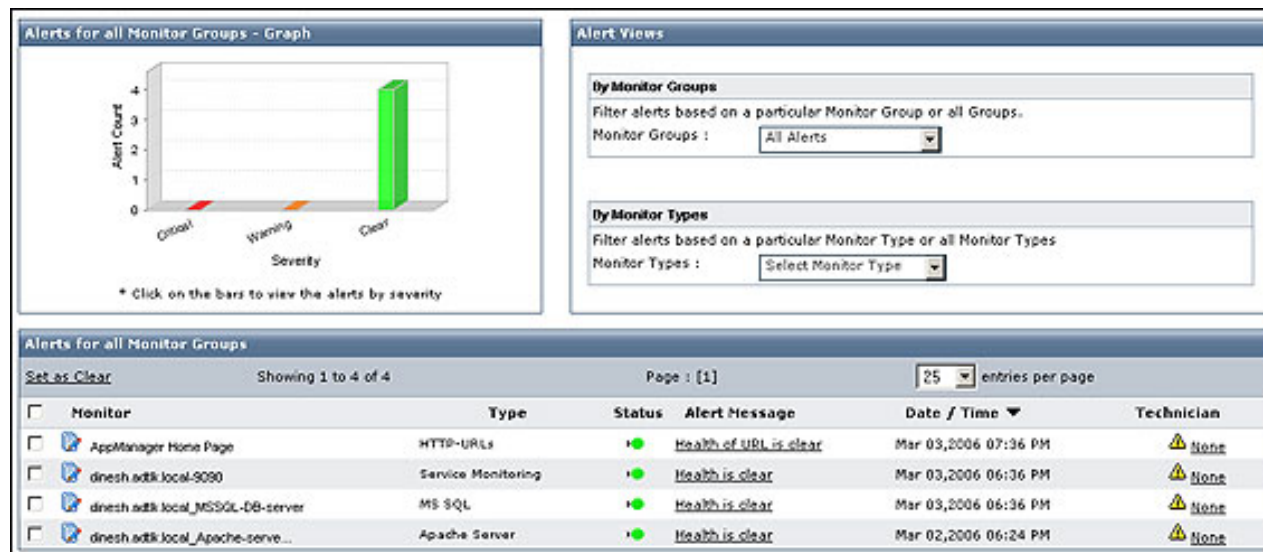 Alerts for all Monitor Groups - Graph
4
3
2
1
0
Alert Count
Critical
Warning
Clear
Severity
* Click on the bars to view the alerts by severity
Alert Views
By Monitor Groups
Filter alerts based on a particular Monitor Group or all Groups.
Monitor Groups : All Alerts
By Monitor Types
Filter alerts based on a particular Monitor Type or all Monitor Types
Monitor Types : Select Monitor Type
Alerts for all Monitor Groups
Set as Clear Showing 1 to 4 of 4 Page : [1] 25 entries per page
Monitor Type Status Alert Message Date / Time Technician
AppManager Home Page HTTP-URLs Health of URL is clear Mar 03,2006 07:36 PM None
dinesh.adtlk.local-9090 Service Monitoring Health is clear Mar 03,2006 06:36 PM None
dinesh.adtlk.local_MSSQL-DB-server MS SQL Health is clear Mar 03,2006 06:36 PM None
dinesh.adtlk.local_Apache-serve... Apache Server Health is clear Mar 02,2006 06:24 PM None